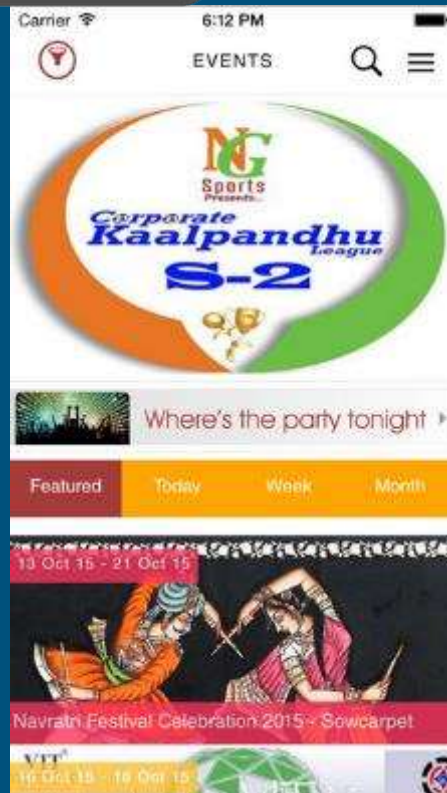 Carrier
6:12 PM
EVENTS
NG
Sports
Presents...
Corporate
Kaalpandhu
League
S-2
Where's the party tonight
Featured
Today
Week
Month
13 Oct 15 - 21 Oct 15
Navratri Festival Celebration 2015 - Sowcarpet
VIT
16 Oct 15 - 18 Oct 15